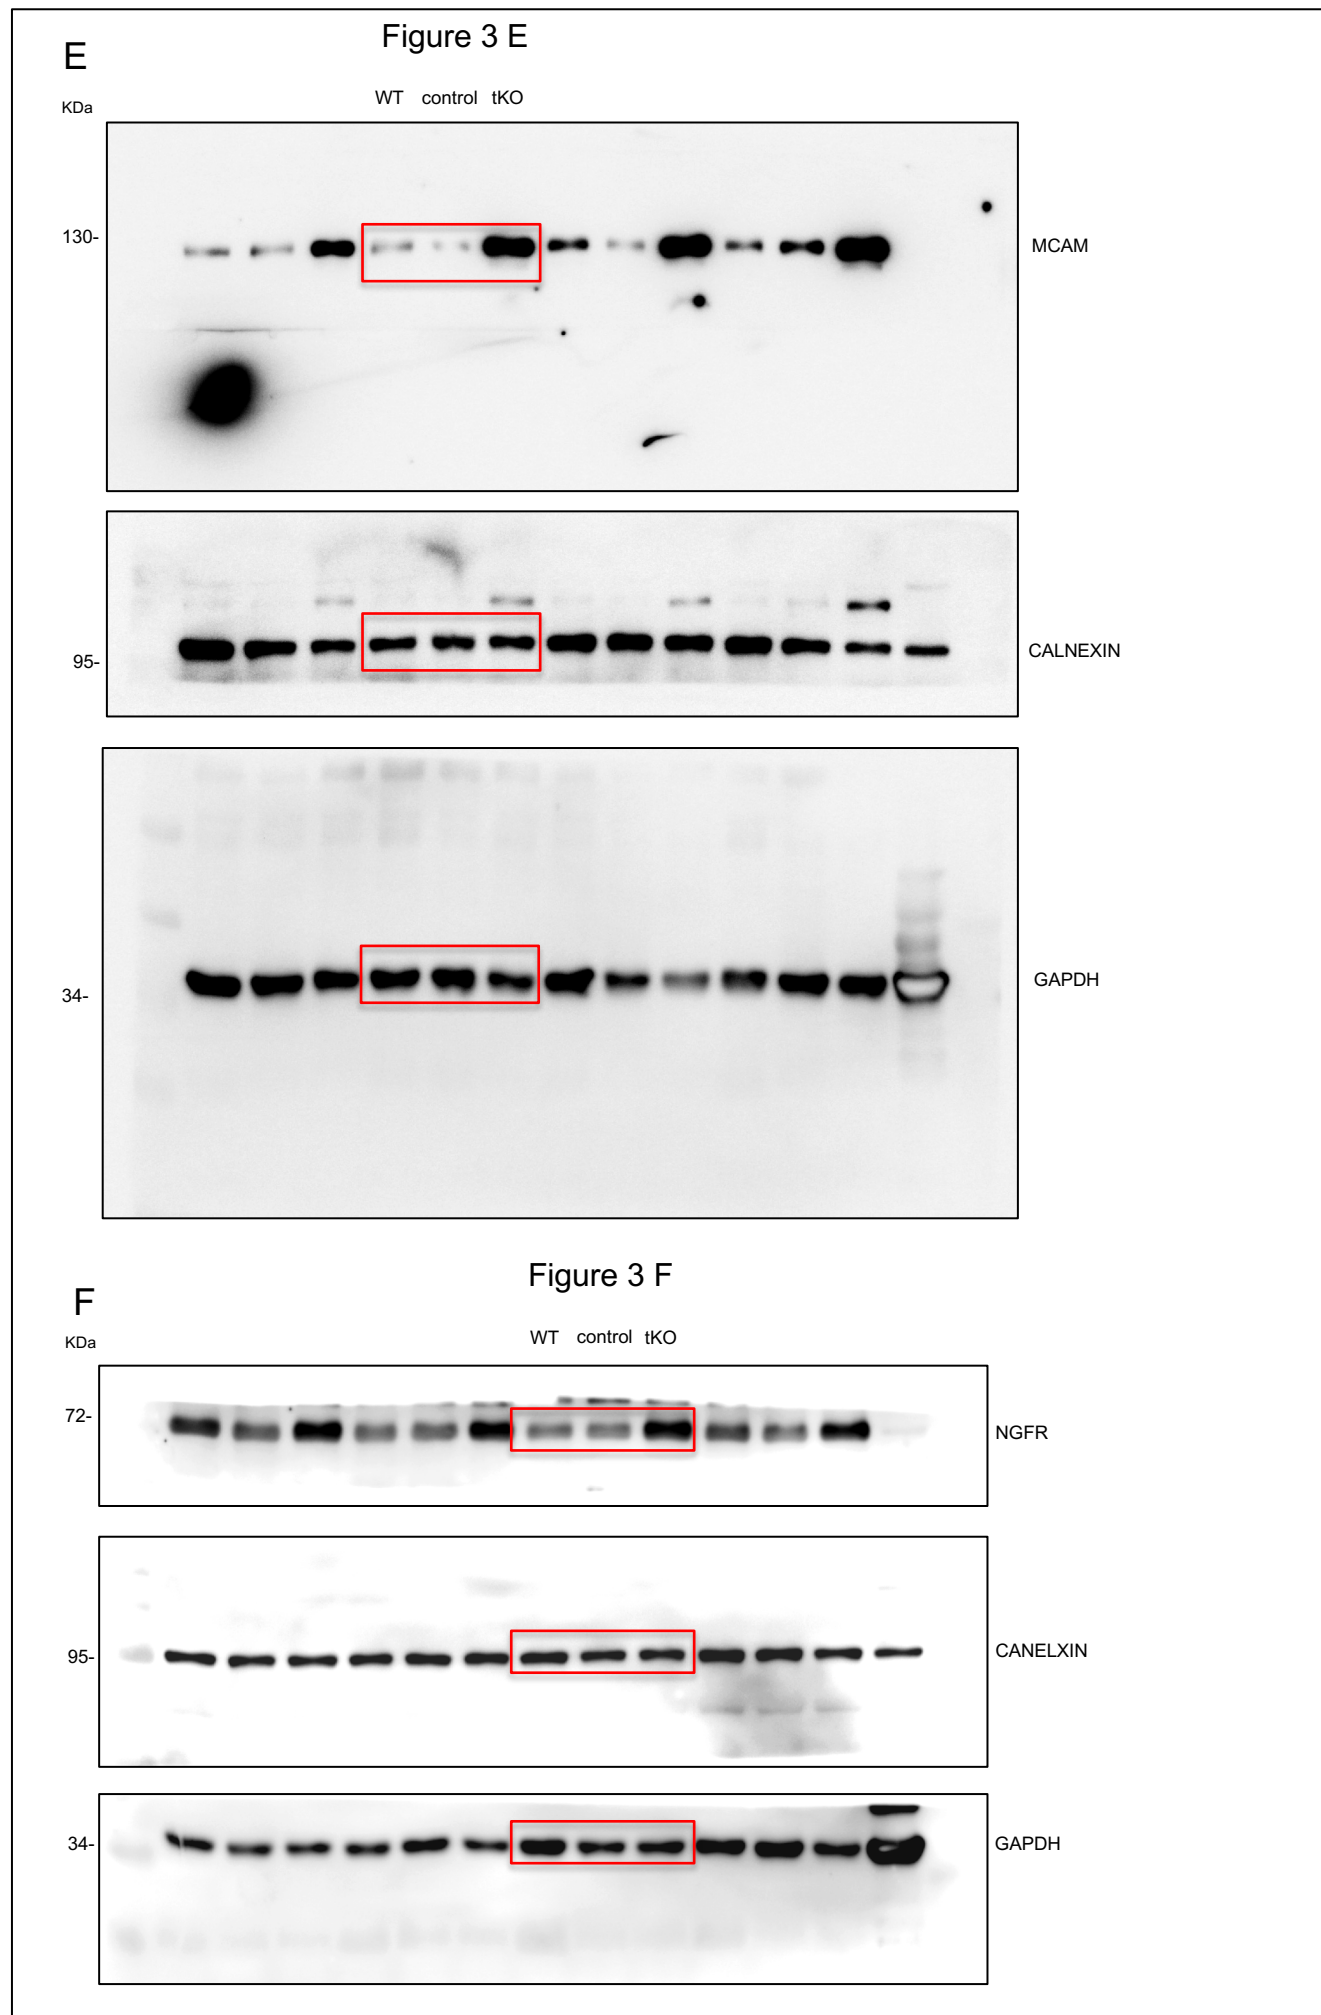 Figure 3 E
E
WT control tKO
KDa
130-
MCAM
CALNEXIN
95-
GAPDH
34-
Figure 3 F
F
WT control tKO
KDa
72-
NGFR
CANELXIN
95-
34-
GAPDH